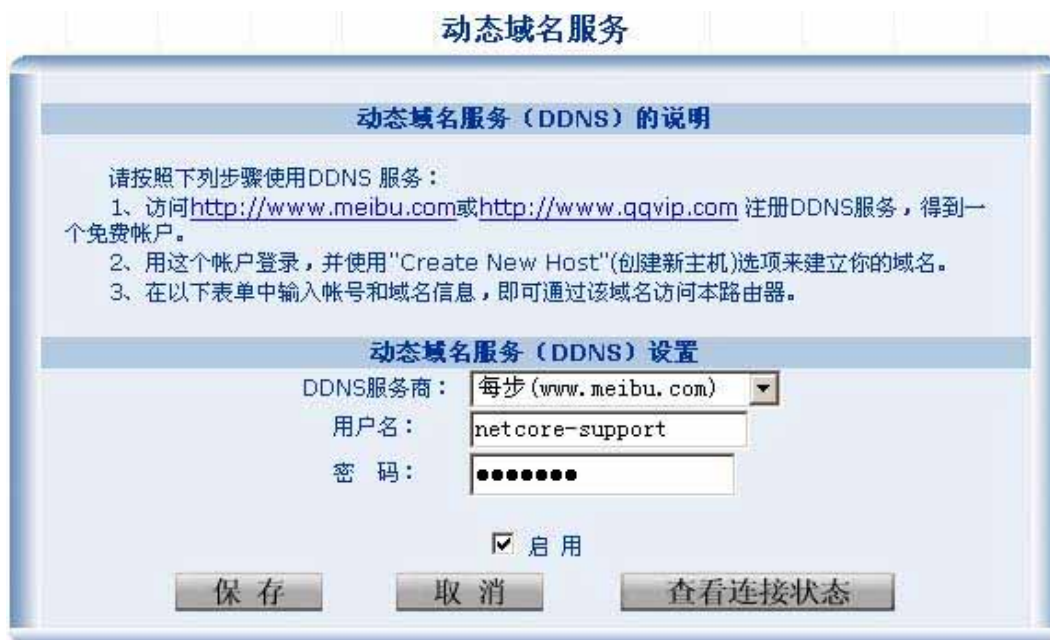 动态域名服务
动态域名服务（DDNS）的说明
请按照下列步骤使用DDNS 服务：
1、访问http://www.meibu.com或http://www.qqvip.com 注册DDNS服务，得到一
个免费帐户。
2、用这个帐户登录，并使用"Create New Host"(创建新主机)选项来建立你的域名。
3、在以下表单中输入帐号和域名信息，即可通过该域名访问本路由器。
动态域名服务（DDNS）设置
DDNS服务商： 每步(www.meibu.com)
用户名： netcore-support
密 码： ●●●●●●●
启 用
保 存 取 消 查看连接状态